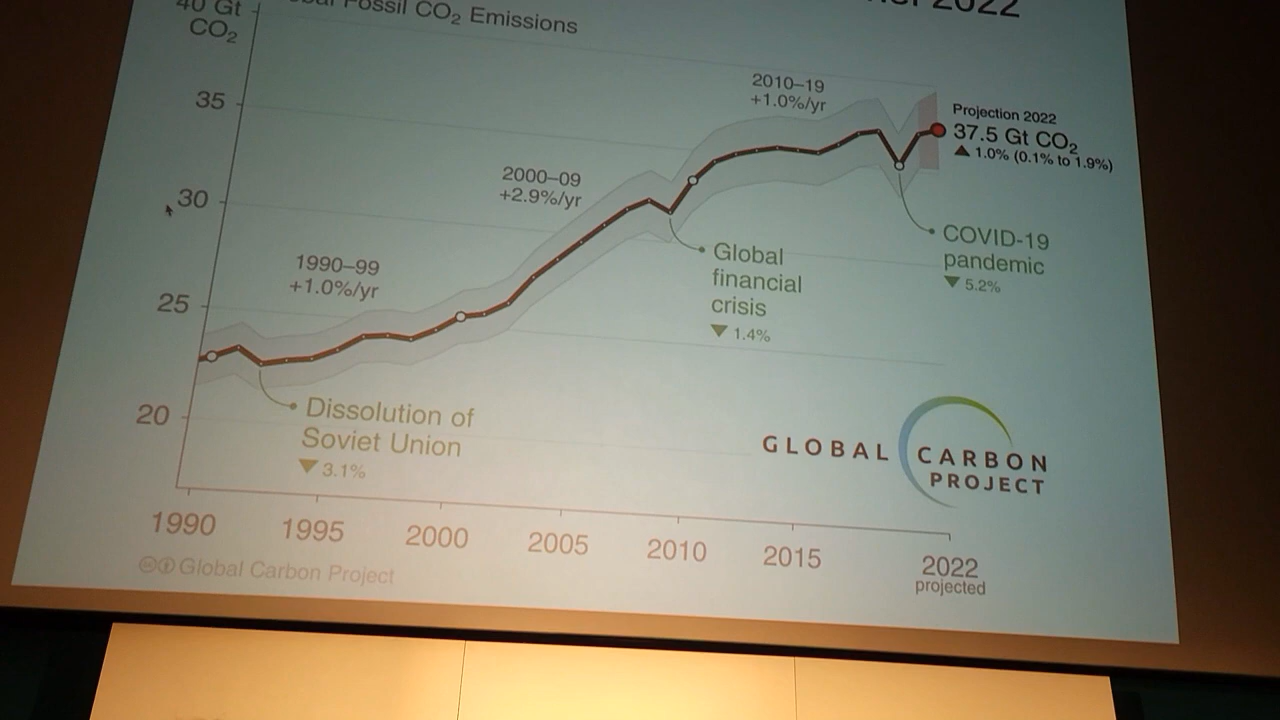 2022
40 Gt
CO₂
Fossil CO₂ Emissions
35
30
25
20
2010–19
+1.0%/yr
Projection 2022
37.5 Gt CO₂
▲ 1.0% (0.1% to 1.9%)
2000–09
+2.9%/yr
1990–99
+1.0%/yr
COVID-19
pandemic
▼ 5.2%
Global
financial
crisis
▼ 1.4%
Dissolution of
Soviet Union
▼ 3.1%
GLOBAL CARBON
PROJECT
1990 1995 2000 2005 2010 2015 2022
projected
Global Carbon Project